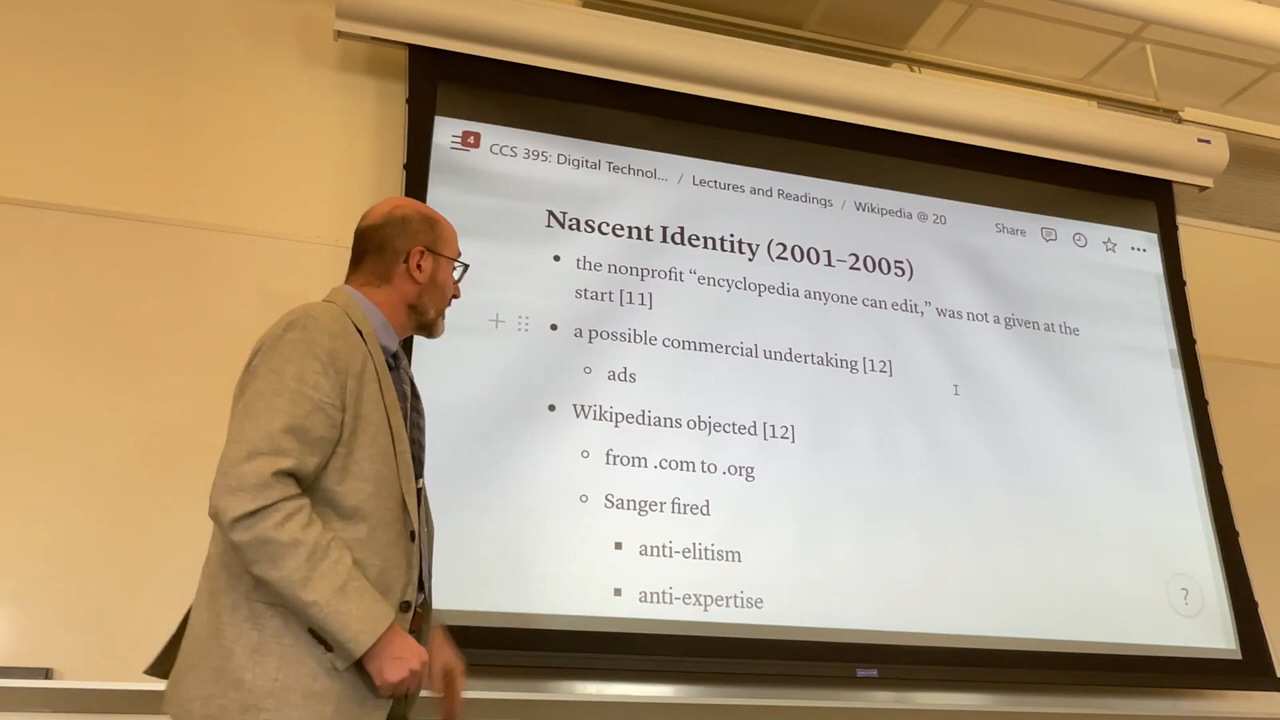 4
CCS 395: Digital Technol... / Lectures and Readings / Wikipedia @ 20
Share
Nascent Identity (2001–2005)
• the nonprofit “encyclopedia anyone can edit,” was not a given at the
start [11]
• a possible commercial undertaking [12]
◦ ads
• Wikipedians objected [12]
◦ from .com to .org
◦ Sanger fired
▪ anti-elitism
▪ anti-expertise
?